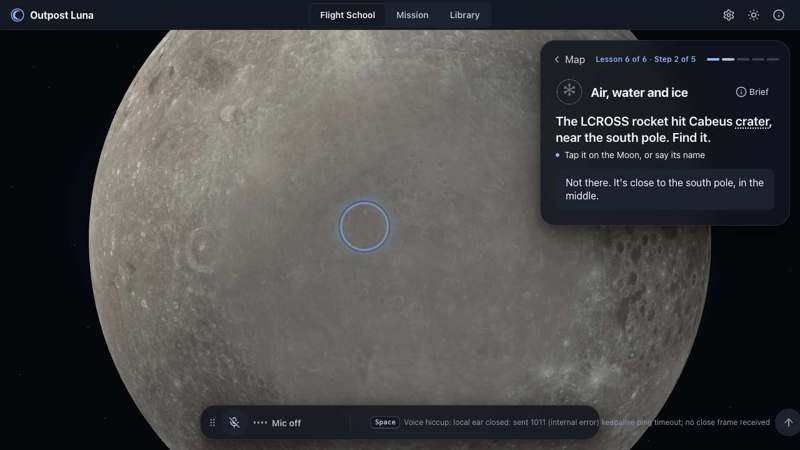 Outpost Luna
Flight School
Mission
Library
Map
Lesson 6 of 6 · Step 2 of 5
Air, water and ice
Brief
The LCROSS rocket hit Cabeus crater,
near the south pole. Find it.
Tap it on the Moon, or say its name
Not there. It's close to the south pole, in the
middle.
Mic off
Space
Voice hiccup: local ear closed: sent 1011 (internal error) keepalive ping timeout; no close frame received